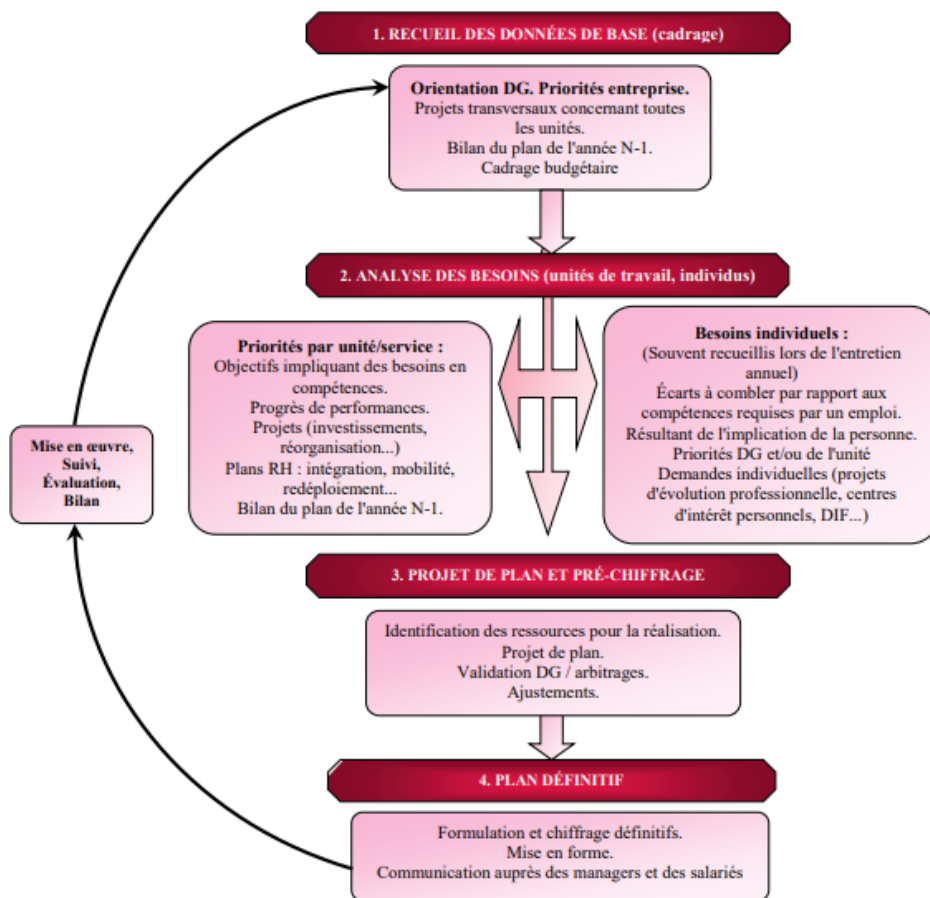 1. RECUEIL DES DONNÉES DE BASE (cadrage)
Orientation DG. Priorités entreprise.
Projets transversaux concernant toutes
les unités.
Bilan du plan de l'année N-1.
Cadrage budgétaire
2. ANALYSE DES BESOINS (unités de travail, individus)
Priorités par unité/service :
Objectifs impliquant des besoins en
compétences.
Progrès de performances.
Projets (investissements,
réorganisation...)
Plans RH : intégration, mobilité,
redéploiement...
Bilan du plan de l'année N-1.
Besoins individuels :
(Souvent recueillis lors de l'entretien
annuel)
Écarts à combler par rapport aux
compétences requises par un emploi.
Résultant de l'implication de la personne.
Priorités DG et/ou de l'unité
Demandes individuelles (projets
d'évolution professionnelle, centres
d'intérêt personnels, DIF...)
Mise en œuvre,
Suivi,
Évaluation,
Bilan
3. PROJET DE PLAN ET PRÉ-CHIFFRAGE
Identification des ressources pour la réalisation.
Projet de plan.
Validation DG / arbitrages.
Ajustements.
4. PLAN DÉFINITIF
Formulation et chiffrage définitifs.
Mise en forme.
Communication auprès des managers et des salariés